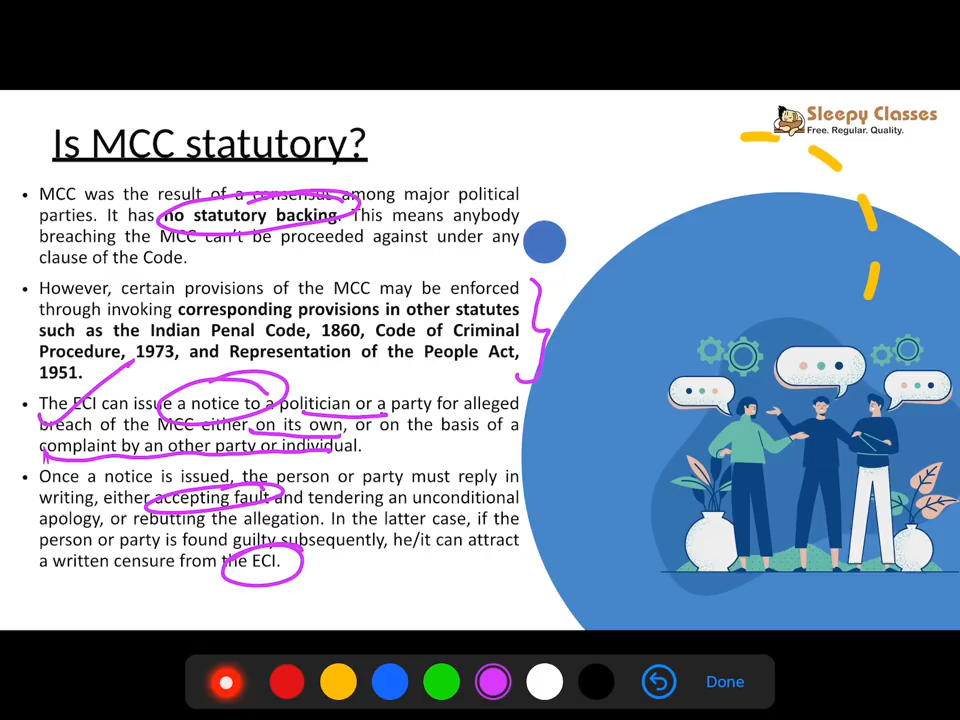 Sleepy Classes
Free. Regular. Quality.
Is MCC statutory?
• MCC was the result of a consensus among major political
parties. It has no statutory backing. This means anybody
breaching the MCC can't be proceeded against under any
clause of the Code.
• However, certain provisions of the MCC may be enforced
through invoking corresponding provisions in other statutes
such as the Indian Penal Code, 1860, Code of Criminal
Procedure, 1973, and Representation of the People Act,
1951.
• The ECI can issue a notice to a politician or a party for alleged
breach of the MCC either on its own, or on the basis of a
complaint by an other party or individual.
• Once a notice is issued, the person or party must reply in
writing, either accepting fault and tendering an unconditional
apology, or rebutting the allegation. In the latter case, if the
person or party is found guilty subsequently, he/it can attract
a written censure from the ECI.
Done